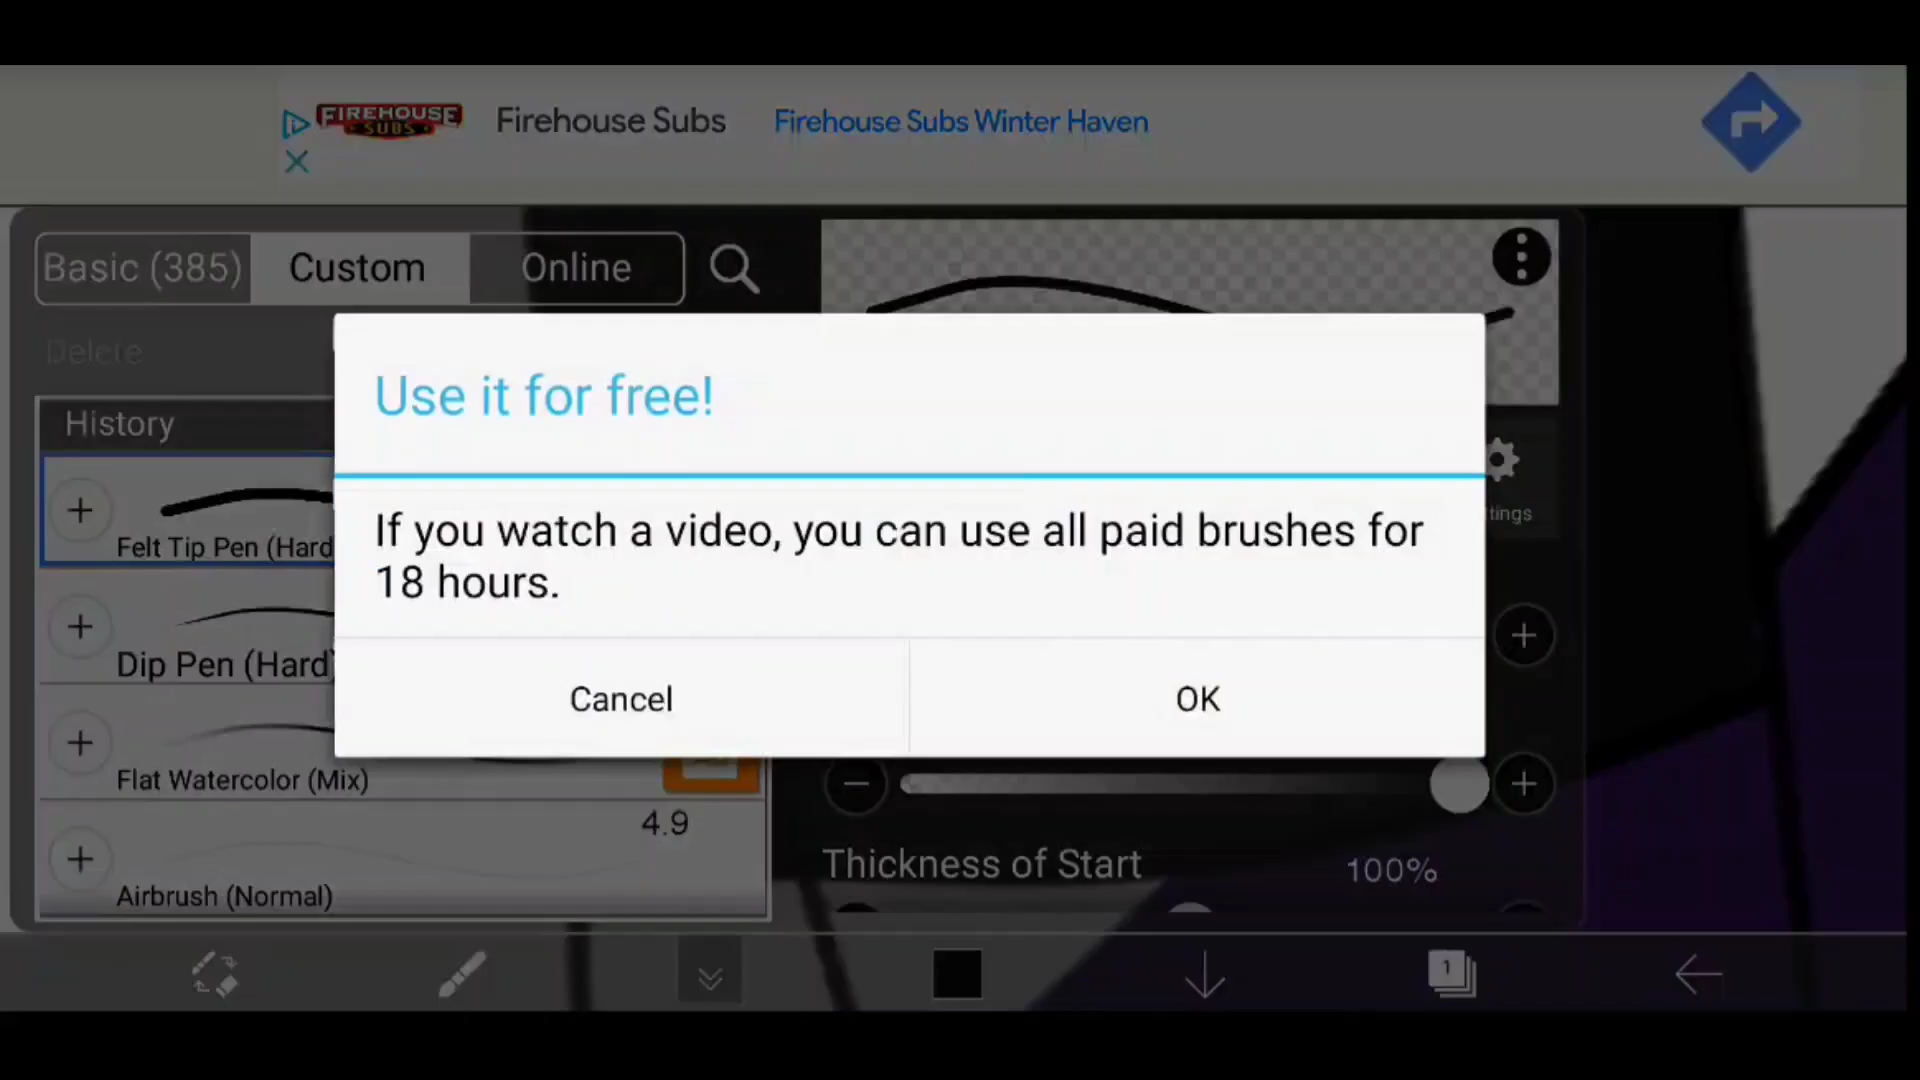 FIREHOUSE
SUBS
Firehouse Subs
Firehouse Subs Winter Haven
Basic (385)
Custom
Online
Delete
History
Use it for free!
If you watch a video, you can use all paid brushes for
18 hours.
Cancel
OK
Felt Tip Pen (Hard
Dip Pen (Hard)
Flat Watercolor (Mix)
4.9
Airbrush (Normal)
tings
Thickness of Start
100%
1